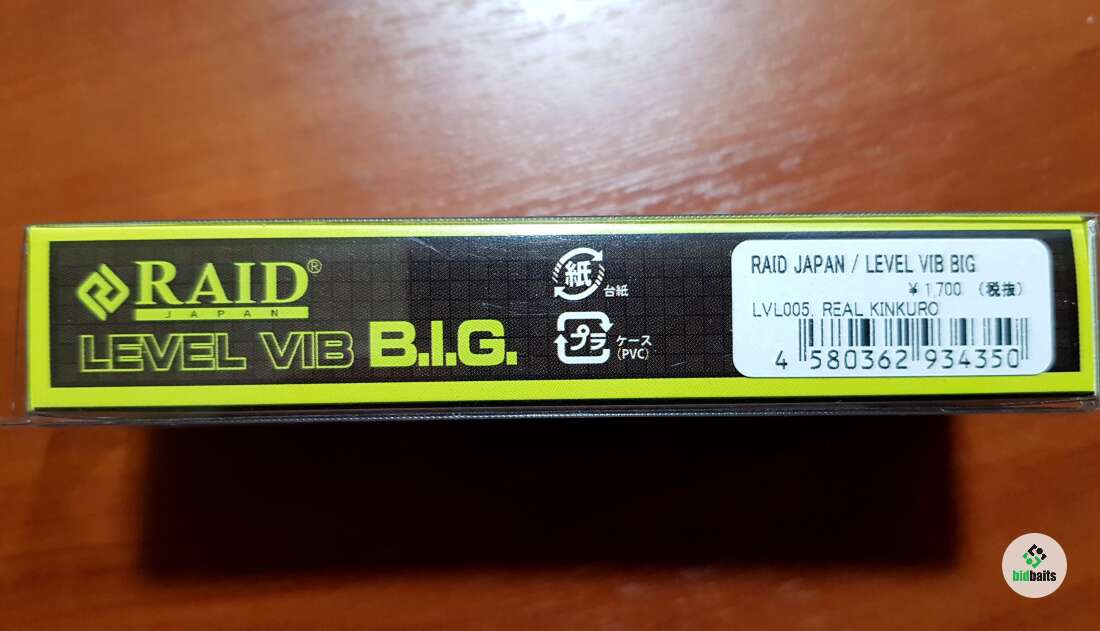 RAID®
JAPAN
LEVEL VIB B.I.G.
紙
台紙
プラ
ケース
(PVC)
RAID JAPAN / LEVEL VIB BIG
¥1,700 (税抜)
LVL005. REAL KINKURO
4 580362 934350
bidbaits